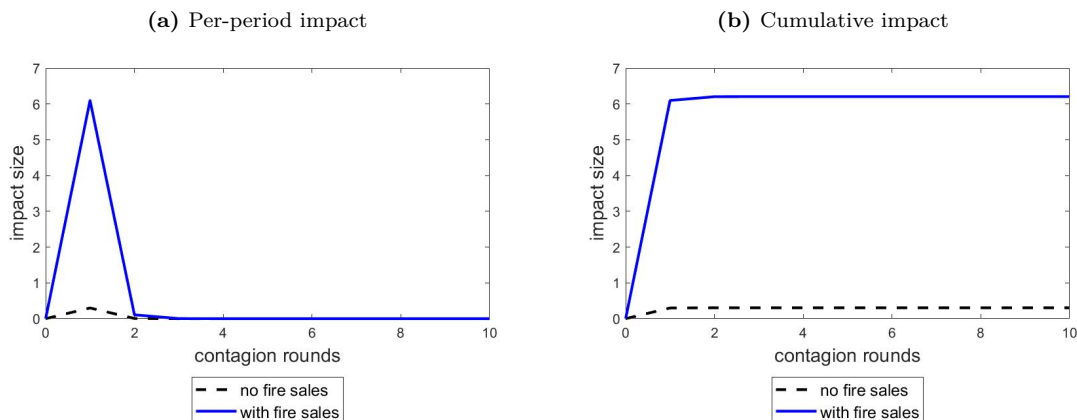 (a) Per-period impact
7
6
5
4
3
2
1
0
impact size
0 2 4 6 8 10
contagion rounds
no fire sales
with fire sales
(b) Cumulative impact
7
6
5
4
3
2
1
0
impact size
0 2 4 6 8 10
contagion rounds
no fire sales
with fire sales